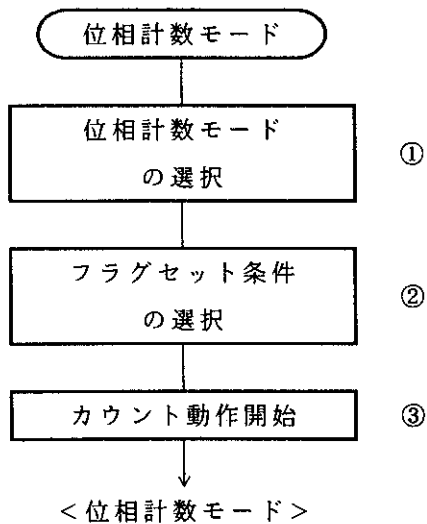 位相計数モード
位相計数モード
の選択
①
フラグセット条件
の選択
②
カウント動作開始
③
＜位相計数モード＞